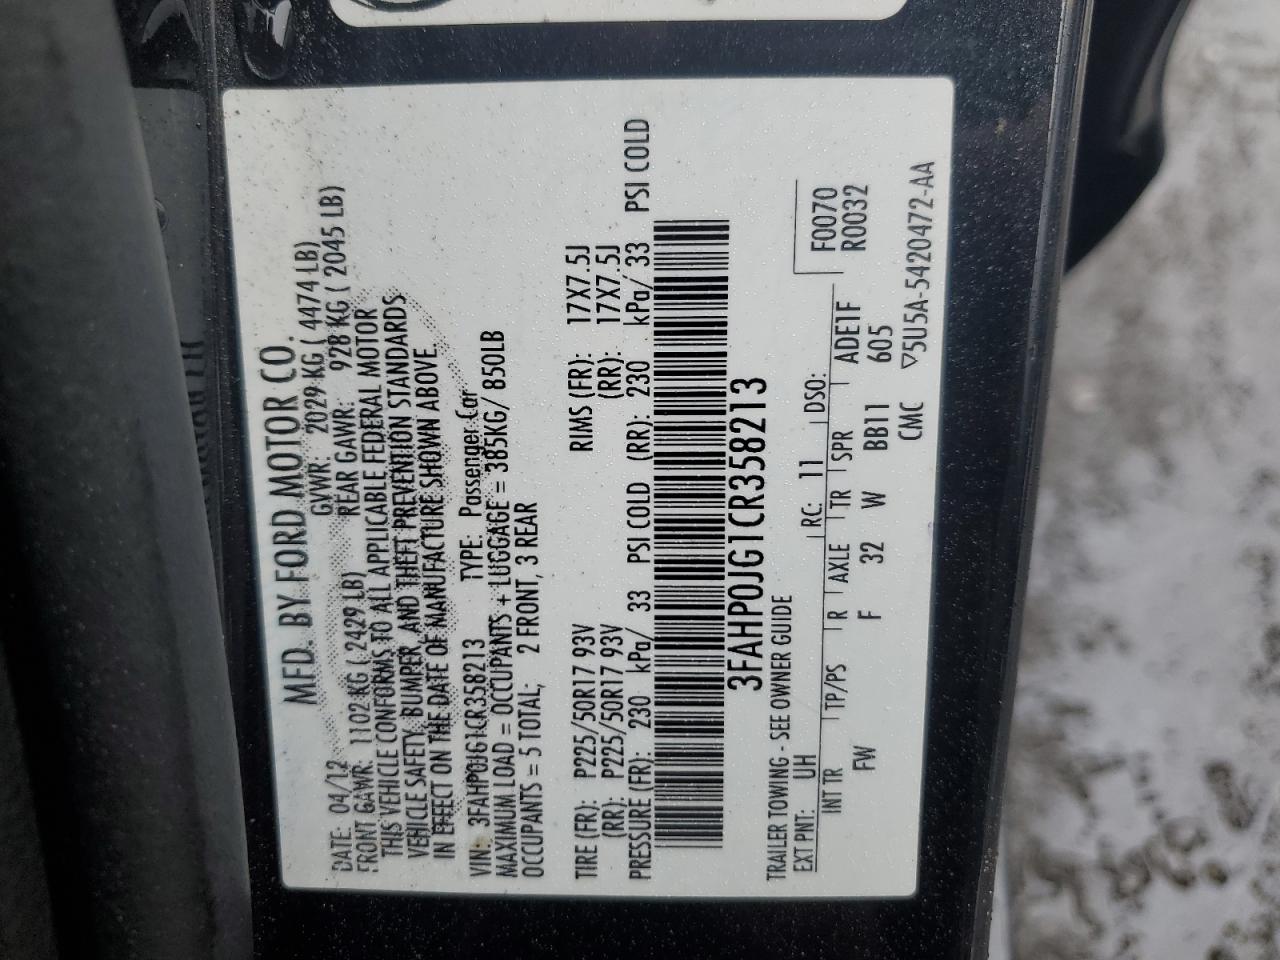 MFD. BY FORD MOTOR CO.
DATE: 04/12 GVWR: 2029 KG ( 4474 LB)
FRONT GAWR: 1102 KG ( 2429 LB) REAR GAWR: 928 KG ( 2045 LB)
THIS VEHICLE CONFORMS TO ALL APPLICABLE FEDERAL MOTOR
VEHICLE SAFETY, BUMPER, AND THEFT PREVENTION STANDARDS
IN EFFECT ON THE DATE OF MANUFACTURE SHOWN ABOVE.
VIN: 3FAHP0JG1CR358213 TYPE: Passenger Car
MAXIMUM LOAD = OCCUPANTS + LUGGAGE = 385KG/ 850LB
OCCUPANTS = 5 TOTAL; 2 FRONT, 3 REAR
TIRE (FR): P225/50R17 93V RIMS (FR): 17X7.5J
(RR): P225/50R17 93V (RR): 17X7.5J
PRESSURE (FR): 230 kPa/ 33 PSI COLD (RR): 230 kPa/ 33 PSI COLD
3FAHP0JG1CR358213
TRAILER TOWING - SEE OWNER GUIDE
EXT PNT: UH RC: 11 DSO: F0070
R0032
INT TR TP/PS R AXLE TR SPR ADE1F
FW F 32 W BB11 605
CMC ▽5U5A-5420472-AA